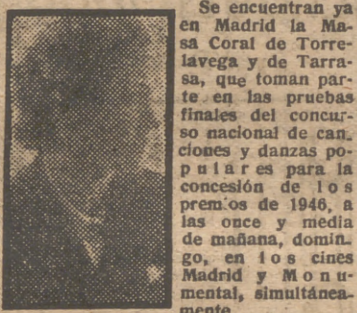 Se encuentran ya
en Madrid la Ma-
sa Coral de Torre-
lavega y de Tarra-
sa, que toman par-
te en las pruebas
finales del concur-
so nacional de can-
ciones y danzas po-
pulares para la
concesión de los
premios de 1946, a
las once y media
de mañana, domin-
go, en los cines
Madrid y Monu-
mental, simultánea-
mente